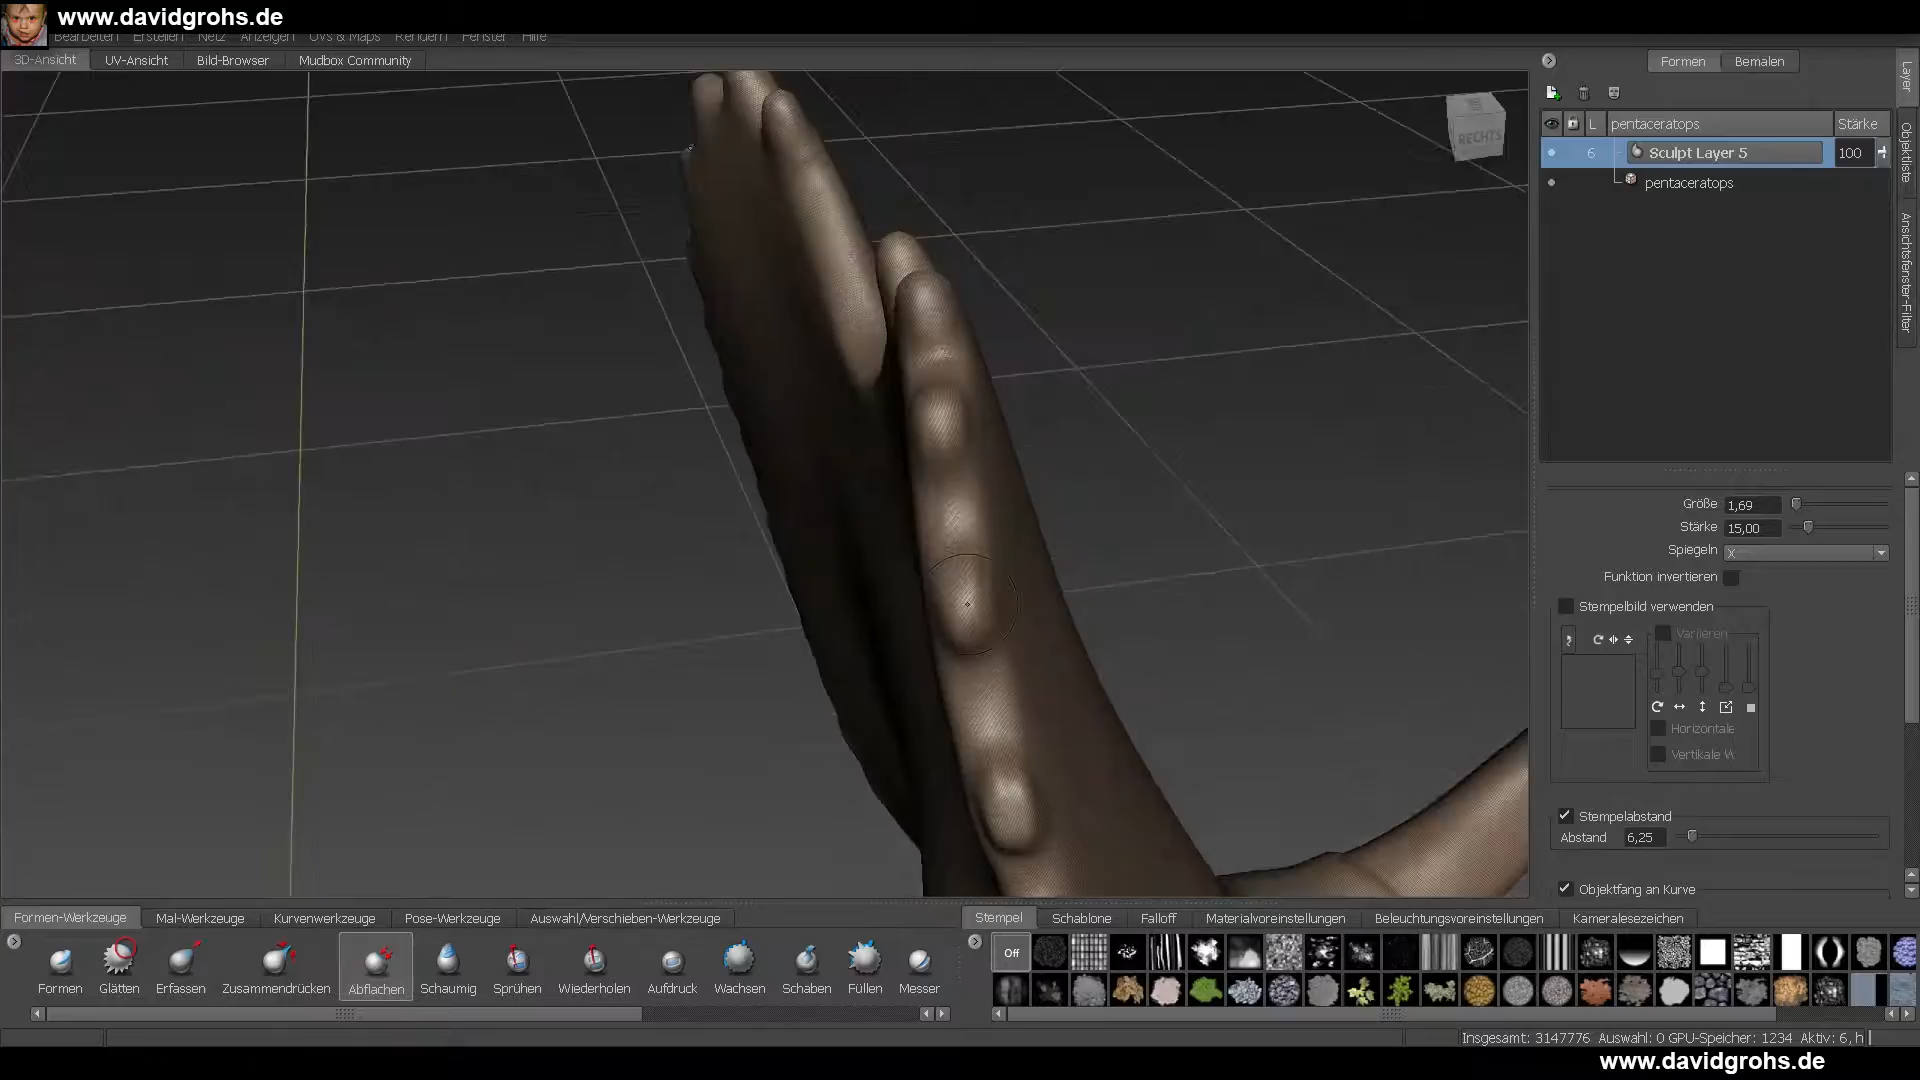 www.davidgrohs.de
Bearbeiten Erstellen Netz Anzeigen UVs & Maps Rendern Fenster Hilfe
3D-Ansicht UV-Ansicht Bild-Browser Mudbox Community
Formen Bemalen
L pentaceratops Stärke
6 Sculpt Layer 5 100
pentaceratops
Layer
Objektliste
Ansichtsfenster-Filter
RECHTS
Größe 1,69
Stärke 15,00
Spiegeln X
Funktion invertieren
Stempelbild verwenden
Variieren
Horizontale
Vertikale W
Stempelabstand
Abstand 6,25
Objektfang an Kurve
Formen-Werkzeuge Mal-Werkzeuge Kurvenwerkzeuge Pose-Werkzeuge Auswahl/Verschieben-Werkzeuge
Stempel Schablone Falloff Materialvoreinstellungen Beleuchtungsvoreinstellungen Kameralesezeichen
Off
Formen Glätten Erfassen Zusammendrücken Abflachen Schaumig Sprühen Wiederholen Aufdruck Wachsen Schaben Füllen Messer
Insgesamt: 3147776 Auswahl: 0 GPU-Speicher: 1234 Aktiv: 6, h
www.davidgrohs.de